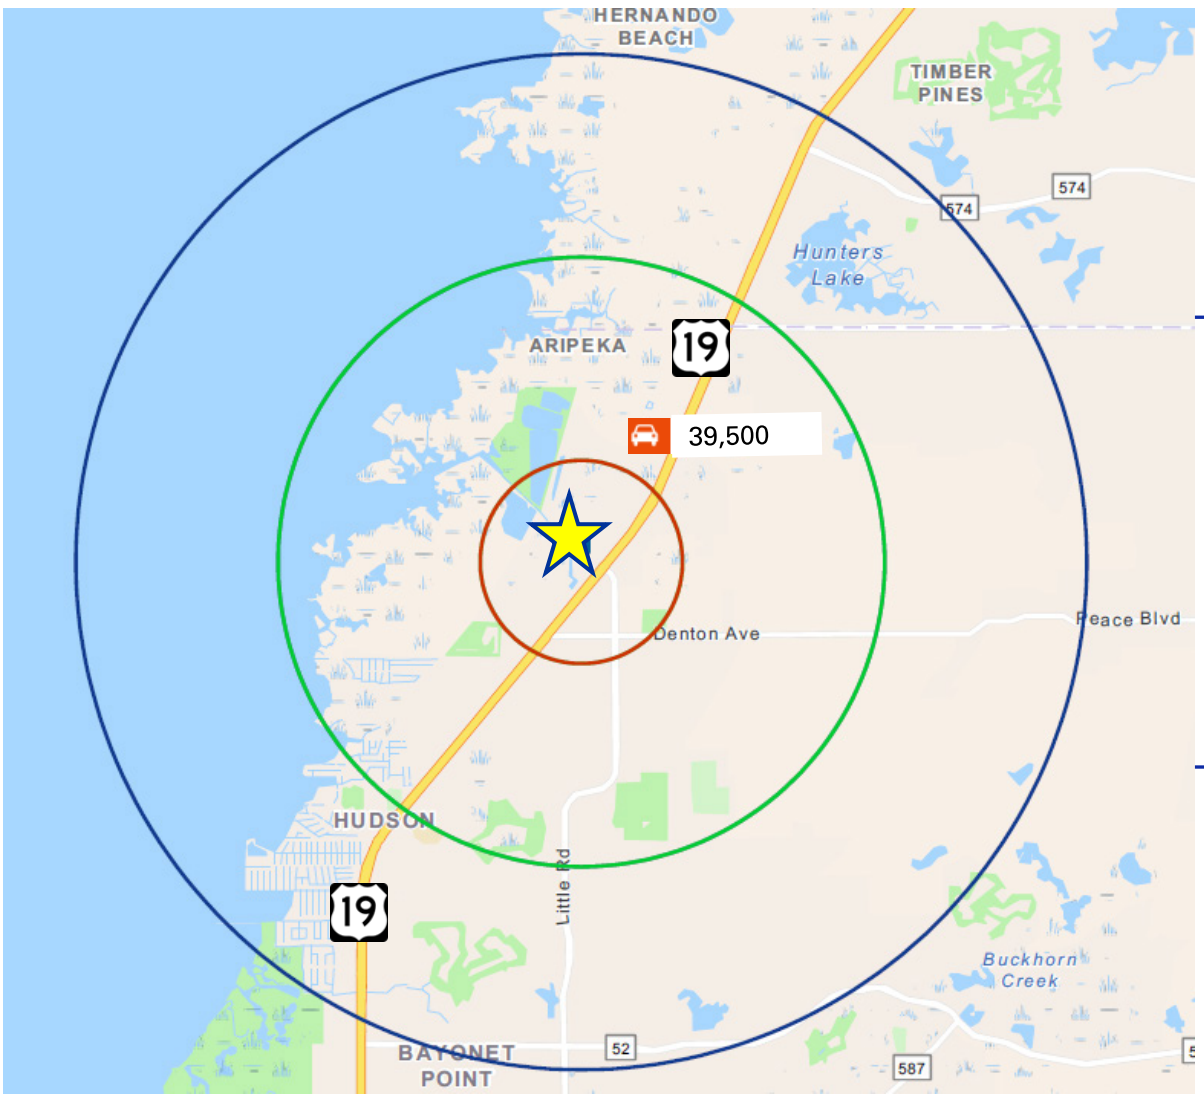 HERNANDO
BEACH
TIMBER
PINES
574
574
Hunters
Lake
19
ARIPEKA
39,500
Denton Ave
Peace Blvd
HUDSON
Little Rd
19
Buckhorn
Creek
52
BAYONET
POINT
587
5